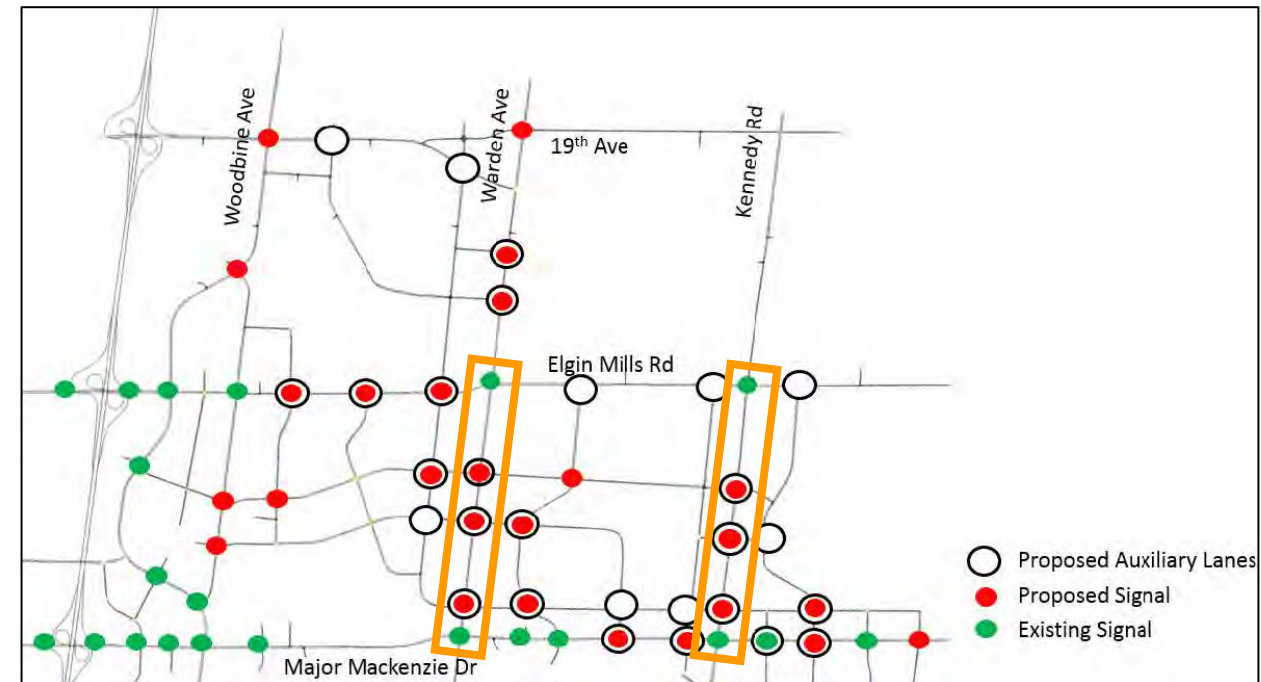 Woodbine Ave
Warden Ave
19th Ave
Kennedy Rd
Elgin Mills Rd
Proposed Auxiliary Lanes
Proposed Signal
Existing Signal
Major Mackenzie Dr